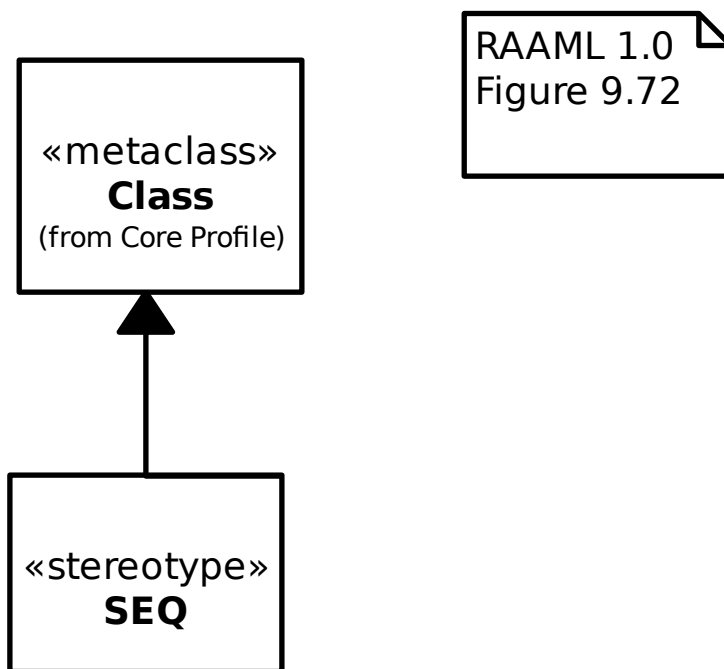 RAAML 1.0
Figure 9.72
«metaclass»
Class
(from Core Profile)
«stereotype»
SEQ